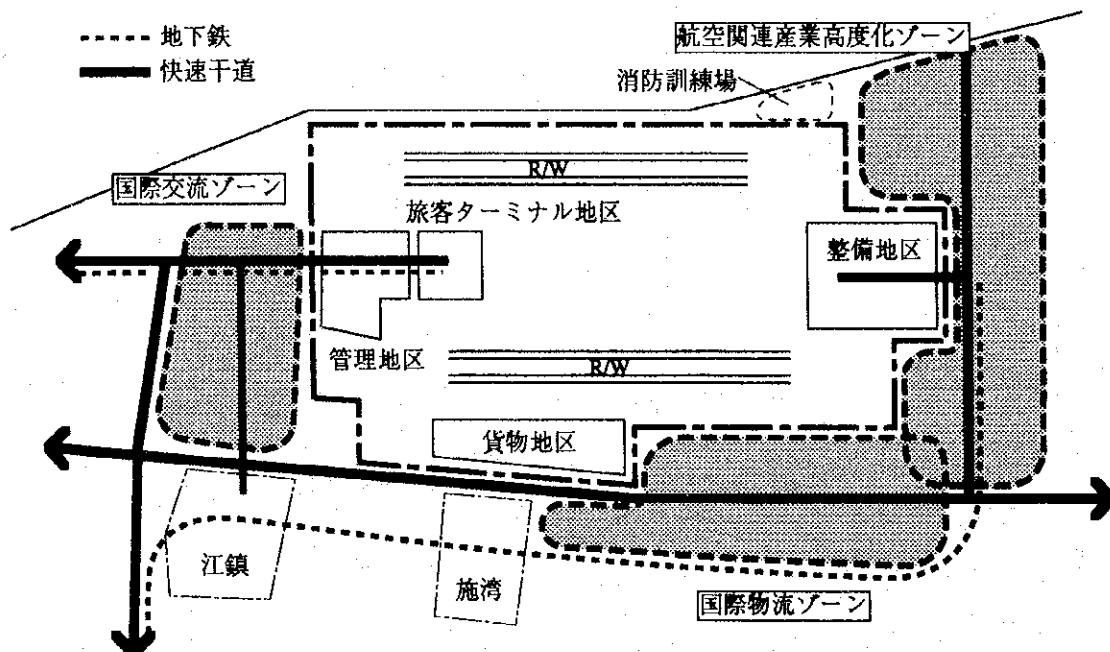 地下鉄
快速干道
航空関連産業高度化ゾーン
消防訓練場
国際交流ゾーン
R/W
旅客ターミナル地区
整備地区
管理地区
R/W
貨物地区
江鎮
施湾
国際物流ゾーン